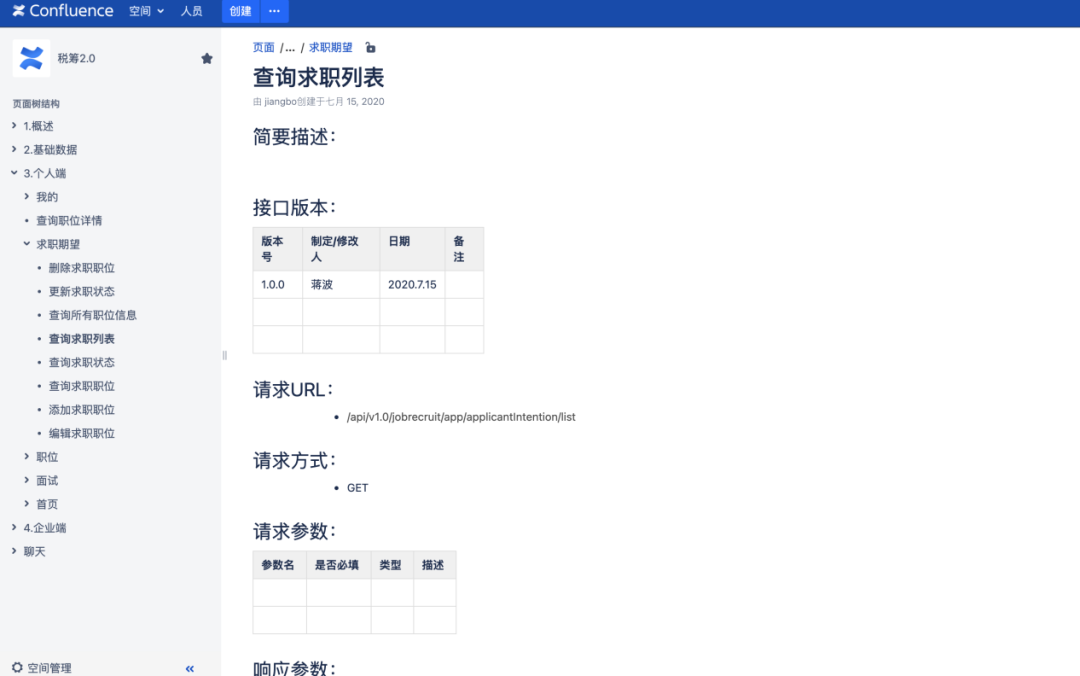 Confluence 空间 人员 创建 ···
税筹2.0
页面树结构
1.概述
2.基础数据
3.个人端
我的
查询职位详情
求职期望
删除求职职位
更新求职状态
查询所有职位信息
查询求职列表
查询求职状态
查询求职职位
添加求职职位
编辑求职职位
职位
面试
首页
4.企业端
聊天
空间管理 «
页面 /... / 求职期望
查询求职列表
由 jiangbo创建于七月 15, 2020
简要描述：
接口版本：
版本号 制定/修改人 日期 备注
1.0.0 蒋波 2020.7.15
请求URL：
• /api/v1.0/jobrecruit/app/applicantIntention/list
请求方式：
• GET
请求参数：
参数名 是否必填 类型 描述
响应参数：